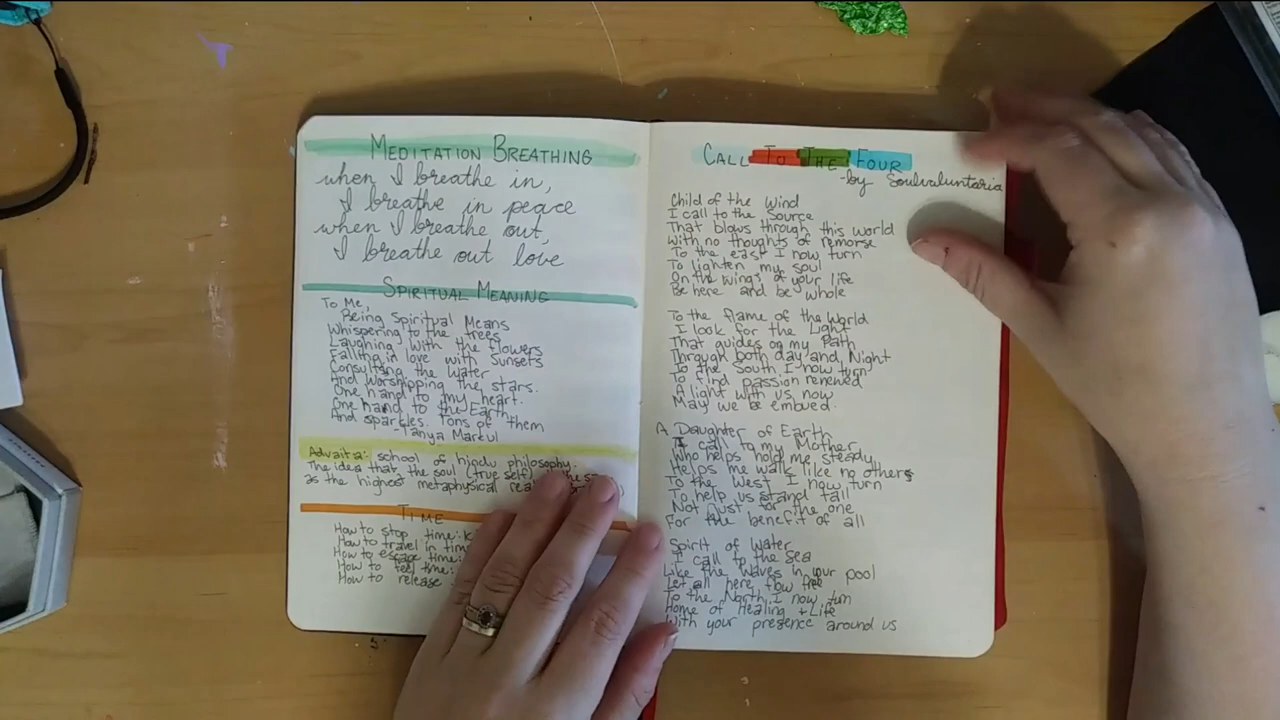 MEDITATION BREATHING
when I breathe in,
I breathe in peace
when I breathe out,
I breathe out love
SPIRITUAL MEANING
To Me,
Being Spiritual Means
Whispering to the trees
Laughing with the flowers
Falling in love with Sunsets
Consulting the water
And worshipping the stars.
One hand to my heart.
One hand to the Earth
And sparkles. Tons of them
-Tanya Markul
Advaita: school of hindu philosophy.
The idea that the soul (true self) is the
as the highest metaphysical
TIME
How to stop time:
How to travel in time
How to escape time:
How to feel time:
How to release
CALL TO THE FOUR
-by Soulvaluntaria
Child of the Wind
I call to the Source
That blows through this world
With no thoughts of remorse
To the east I now turn
To lighten my soul
On the wings of your life
Be here and be whole
To the flame of the World
I look for the Light
That guides on my Path
Through both day and Night
To the South I now turn
To find passion renewed
A light with us now
May we be embued.
A Daughter of Earth
I call to my Mother
Who helps hold me steady
Helps me walk like no others
To the West I now turn
To help us stand tall
Not just for the one
For the benefit of all
Spirit of Water
I call to the Sea
Like the waves in your pool
Let all here flow free
To the North I now turn
Home of Healing + Life
With your presence around us